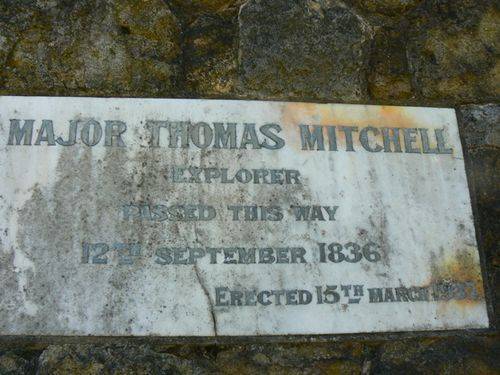 MAJOR THOMAS MITCHELL
EXPLORER
PASSED THIS WAY
12TH SEPTEMBER 1836
ERECTED 15TH MARCH